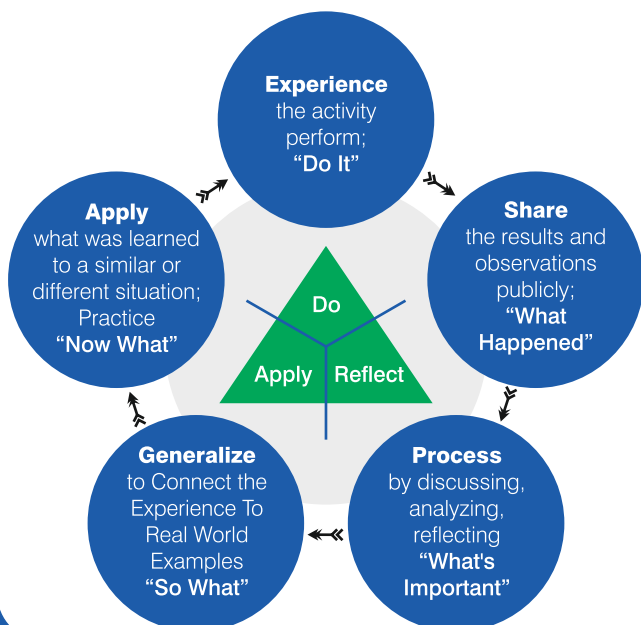 Experience
the activity
perform;
“Do It”
Share
the results and
observations
publicly;
“What
Happened”
Process
by discussing,
analyzing,
reflecting
“What's
Important”
Generalize
to Connect the
Experience To
Real World
Examples
“So What”
Apply
what was learned
to a similar or
different situation;
Practice
“Now What”
Do
Apply
Reflect